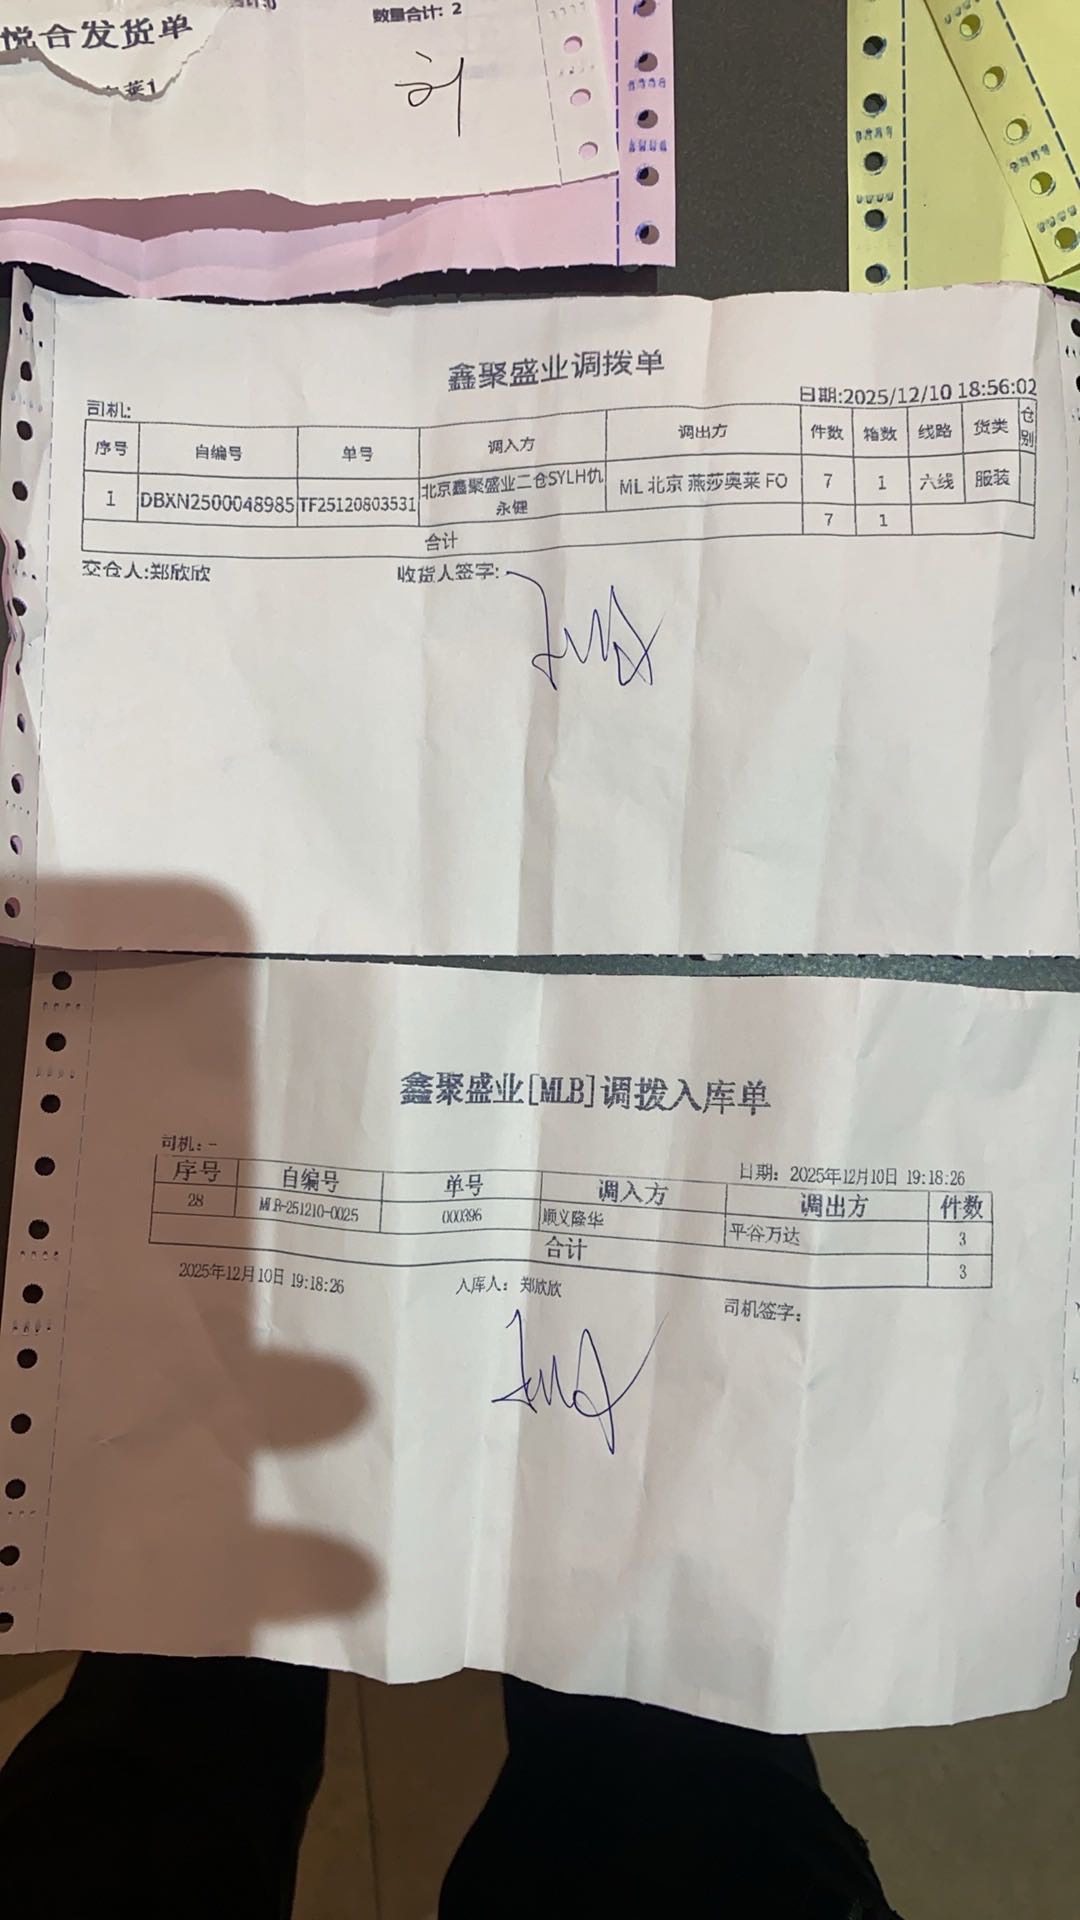 悦合发货单
数量合计: 2
莱1
刘
鑫聚盛业调拨单
司机:
日期:2025/12/10 18:56:02
序号 自编号 单号 调入方 调出方 件数 箱数 线路 货类 仓别
1 DBXN2500048985 TF25120803531 北京鑫聚盛业二仓SYLH仇永健 ML 北京 燕莎奥莱 FO 7 1 六线 服装
合计 7 1
交仓人:郑欣欣 收货人签字:
鑫聚盛业[MLB]调拨入库单
司机: -
日期: 2025年12月10日 19:18:26
序号 自编号 单号 调入方 调出方 件数
28 MLB-251210-0025 000396 顺义隆华 平谷万达 3
合计 3
2025年12月10日 19:18:26 入库人: 郑欣欣 司机签字: